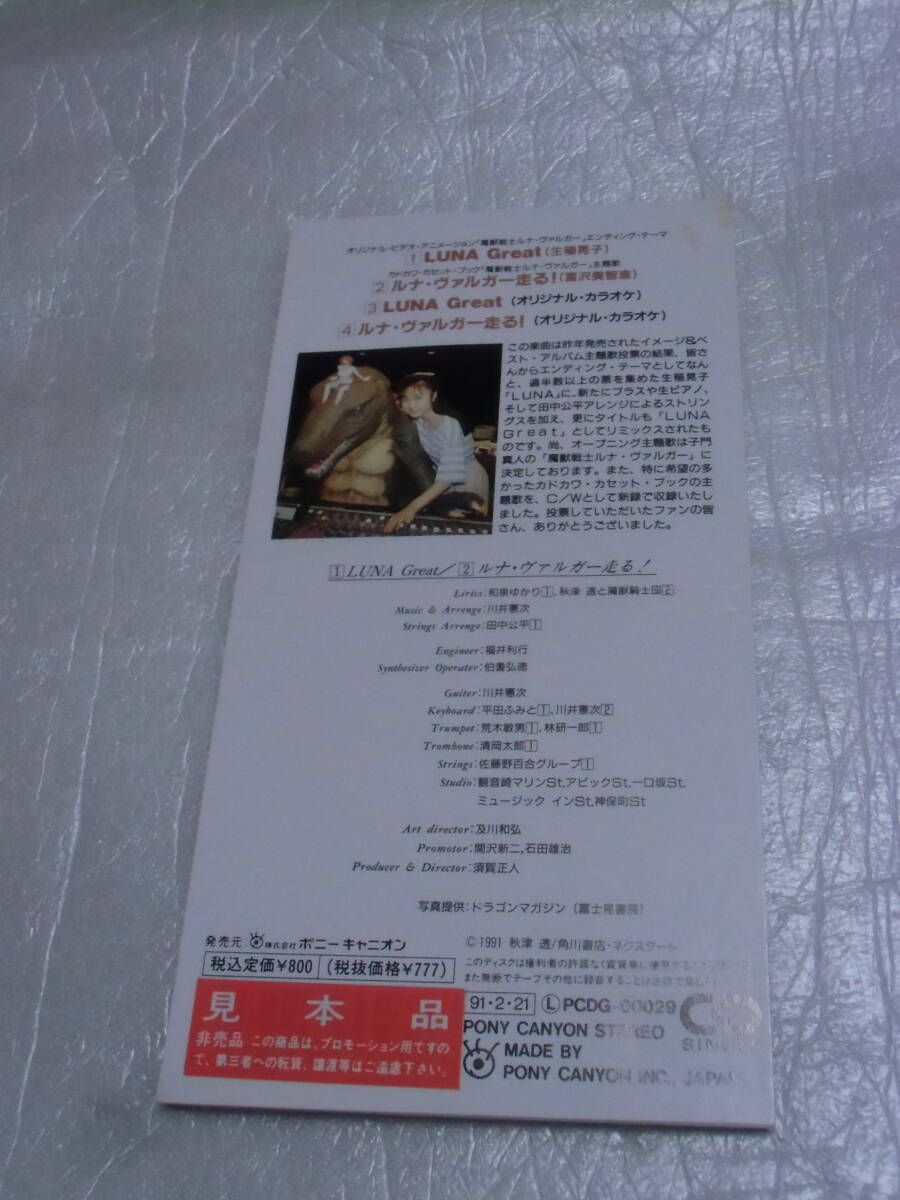 オリジナル・ビデオ・アニメーション「魔獣戦士ルナ・ヴァルガー」エンディング・テーマ
1 LUNA Great(生稲晃子)
カドカワ・カセット・ブック「魔獣戦士ルナ・ヴァルガー」主題歌
2 ルナ・ヴァルガー走る!(富沢美智恵)
3 LUNA Great (オリジナル・カラオケ)
4 ルナ・ヴァルガー走る! (オリジナル・カラオケ)
この楽曲は昨年発売されたイメージ&ベ
スト・アルバム主題歌投票の結果、皆さ
んからエンディング・テーマとしてなん
と、過半数以上の票を集めた生稲晃子
「LUNA」に、新たにブラスや生ピアノ、
そして田中公平アレンジによるストリン
グスを加え、更にタイトルも「LUNA
Great」としてリミックスされたも
のです。尚、オープニング主題歌は子門
真人の「魔獣戦士ルナ・ヴァルガー」に
決定しております。また、特に希望の多
かったカドカワ・カセット・ブックの主
題歌を、C/Wとして新録で収録いたし
ました。投票していただいたファンの皆
さん、ありがとうございました。
1 LUNA Great/ 2 ルナ・ヴァルガー走る!
Lirics:和泉ゆかり1、秋津 透と魔獣騎士団2
Music & Arrenge:川井憲次
Strings Arrenge:田中公平1
Engineer:福井利行
Synthesizer Operater:伯耆弘徳
Guiter:川井憲次
Keyboard:平田ふみと1、川井憲次2
Trumpet:荒木敏男1、林研一郎1
Trombone:清岡太郎1
Strings:佐藤野百合グループ1
Studio:観音崎マリンSt,アピックSt,一口坂St,
ミュージック インSt,神保町St
Art director:及川和弘
Promotor:関沢新二,石田雄治
Producer & Director:須賀正人
写真提供:ドラゴンマガジン(富士見書房)
発売元:株式会社 ポニー キャニオン
©1991 秋津 透/角川書店・ネクスタート
税込定価¥800 (税抜価格¥777)
このディスクは権利者の許諾なく賃貸業に使用すること
また無断でテープその他に録音することは法律で禁じられ
見本品
非売品 この商品は、プロモーション用ですの
で、第三者への転貸、譲渡等はご遠慮下さい。
91・2・21 Ⓛ PCDG-00029
PONY CANYON STEREO
MADE BY
PONY CANYON INC., JAPAN